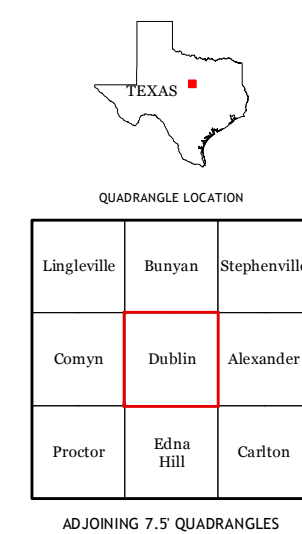 TEXAS
QUADRANGLE LOCATION
Lingleville Bunyan Stephenville
Comyn Dublin Alexander
Proctor Edna Hill Carlton
ADJOINING 7.5' QUADRANGLES